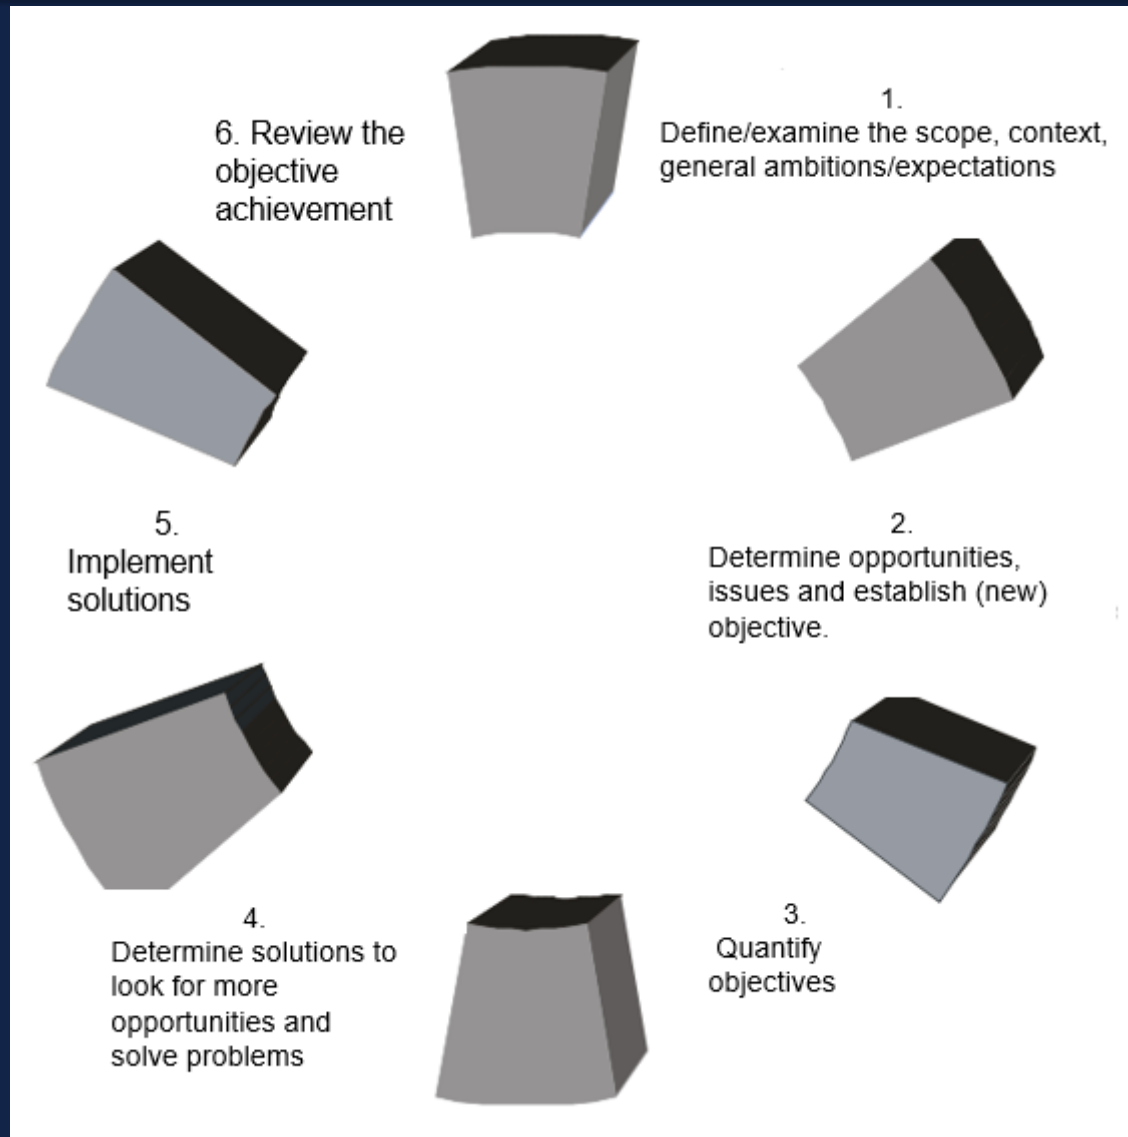 1.
Define/examine the scope, context,
general ambitions/expectations
2.
Determine opportunities,
issues and establish (new)
objective.
3.
Quantify
objectives
4.
Determine solutions to
look for more
opportunities and
solve problems
5.
Implement
solutions
6. Review the
objective
achievement